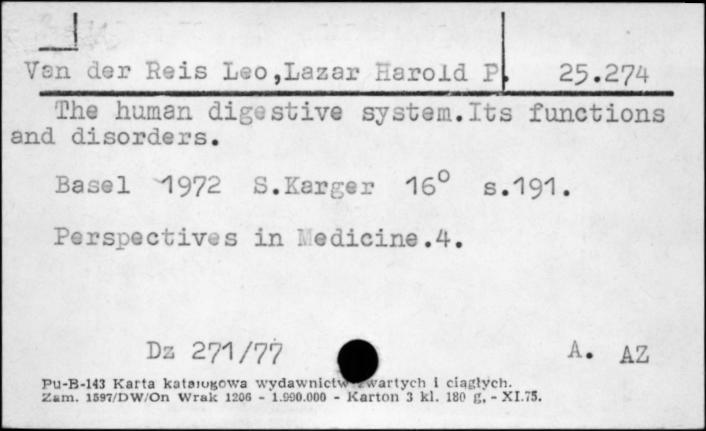 Van der Reis Leo,Lazar Harold P. 25.274
The human digestive system.Its functions
and disorders.
Basel 1972 S.Karger 16° s.191.
Perspectives in Medicine.4.
Dz 271/77 A. AZ
Pu-B-143 Karta katalogowa wydawnictw zwartych i ciągłych.
Zam. 1597/DW/On Wrak 1206 - 1.990.000 - Karton 3 kl. 180 g, - XI.75.